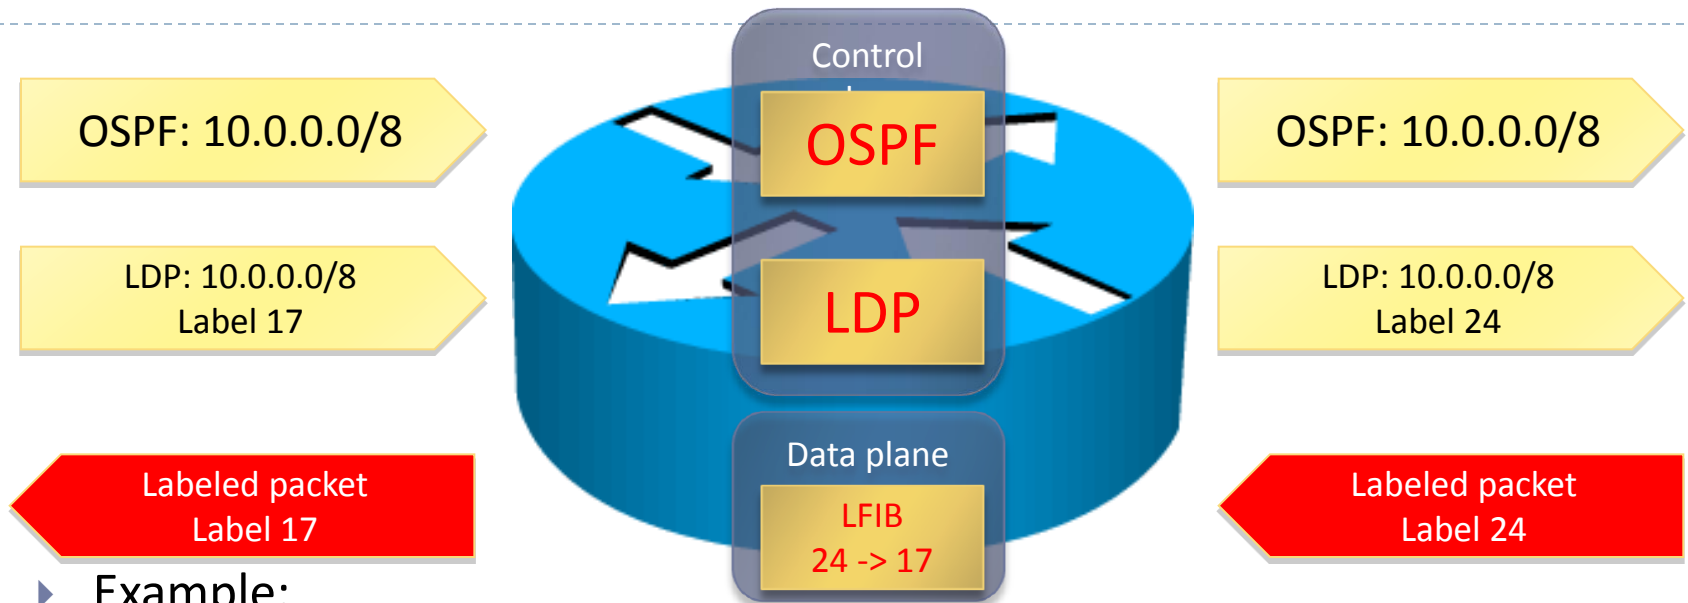 Control
OSPF: 10.0.0.0/8
OSPF
OSPF: 10.0.0.0/8
LDP: 10.0.0.0/8
Label 17
LDP
LDP: 10.0.0.0/8
Label 24
Labeled packet
Label 17
Data plane
LFIB
24 -> 17
Labeled packet
Label 24
Example: